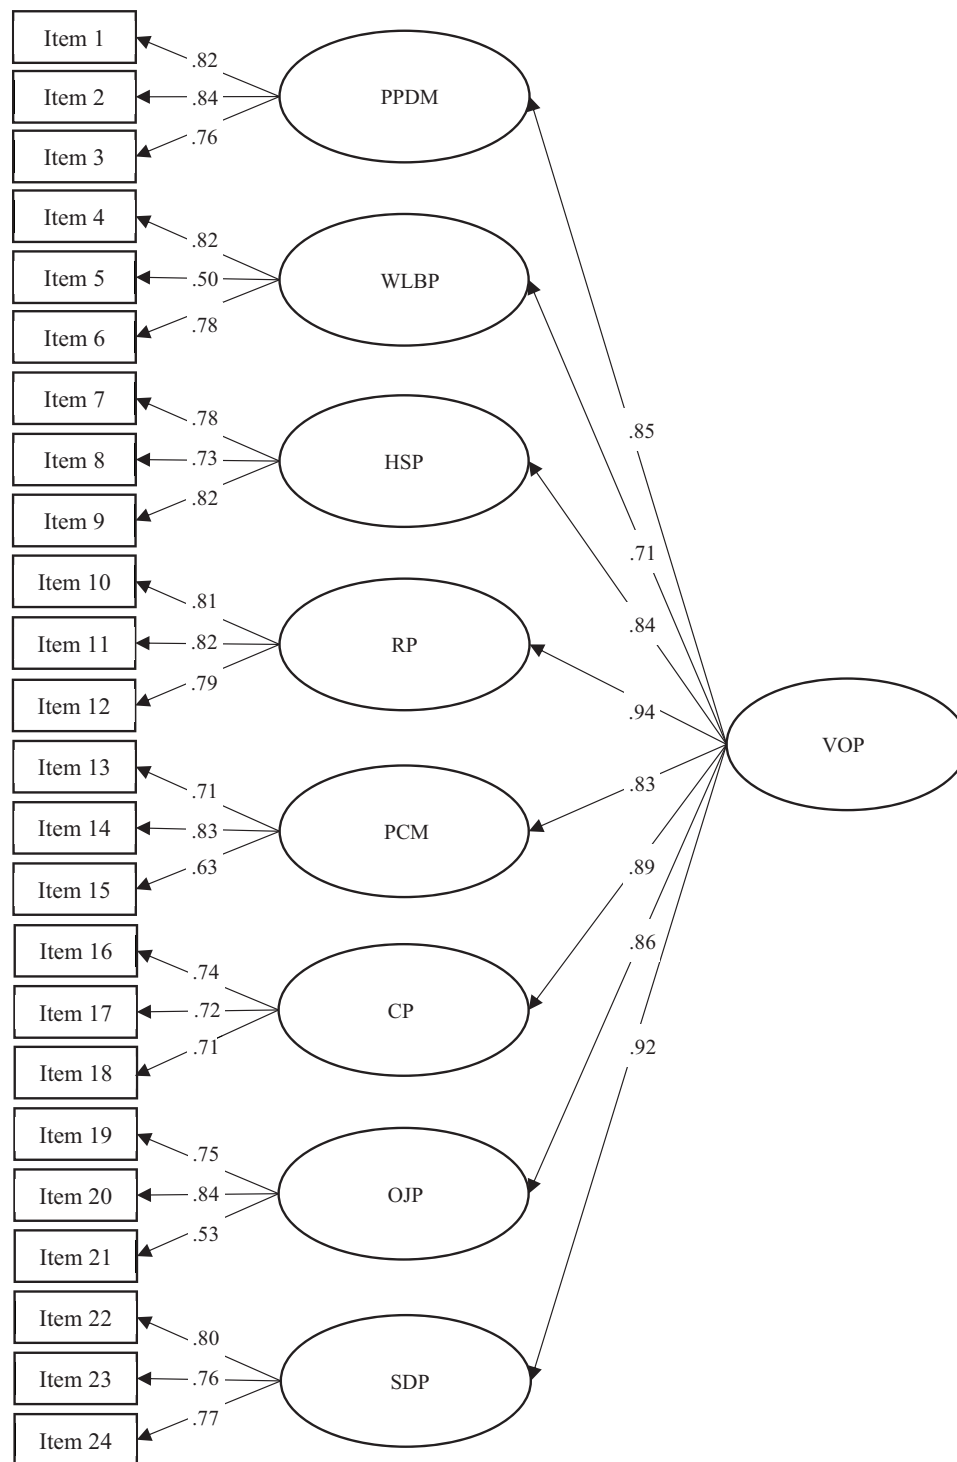 Item 1
.82
Item 2
.84
PPDM
Item 3
.76
Item 4
.82
Item 5
.50
WLBP
Item 6
.78
Item 7
.78
Item 8
.73
HSP
Item 9
.82
Item 10
.81
Item 11
.82
RP
Item 12
.79
Item 13
.71
Item 14
.83
PCM
Item 15
.63
Item 16
.74
Item 17
.72
CP
Item 18
.71
Item 19
.75
Item 20
.84
OJP
Item 21
.53
Item 22
.80
Item 23
.76
SDP
Item 24
.77
.85
.71
.84
.94
.83
.89
.86
.92
VOP